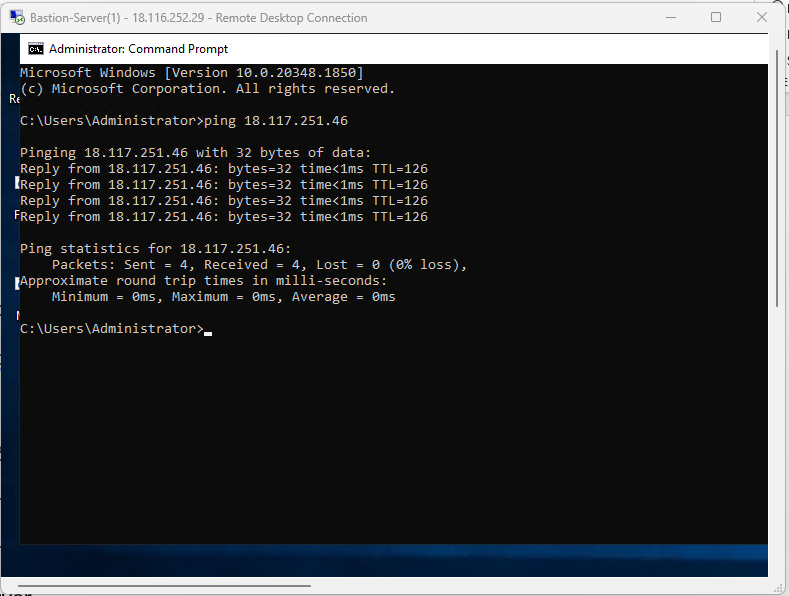 Bastion-Server(1) - 18.116.252.29 - Remote Desktop Connection
Administrator: Command Prompt
Microsoft Windows [Version 10.0.20348.1850]
(c) Microsoft Corporation. All rights reserved.
C:\Users\Administrator>ping 18.117.251.46
Pinging 18.117.251.46 with 32 bytes of data:
Reply from 18.117.251.46: bytes=32 time<1ms TTL=126
Reply from 18.117.251.46: bytes=32 time<1ms TTL=126
Reply from 18.117.251.46: bytes=32 time<1ms TTL=126
Reply from 18.117.251.46: bytes=32 time<1ms TTL=126
Ping statistics for 18.117.251.46:
Packets: Sent = 4, Received = 4, Lost = 0 (0% loss),
Approximate round trip times in milli-seconds:
Minimum = 0ms, Maximum = 0ms, Average = 0ms
C:\Users\Administrator>